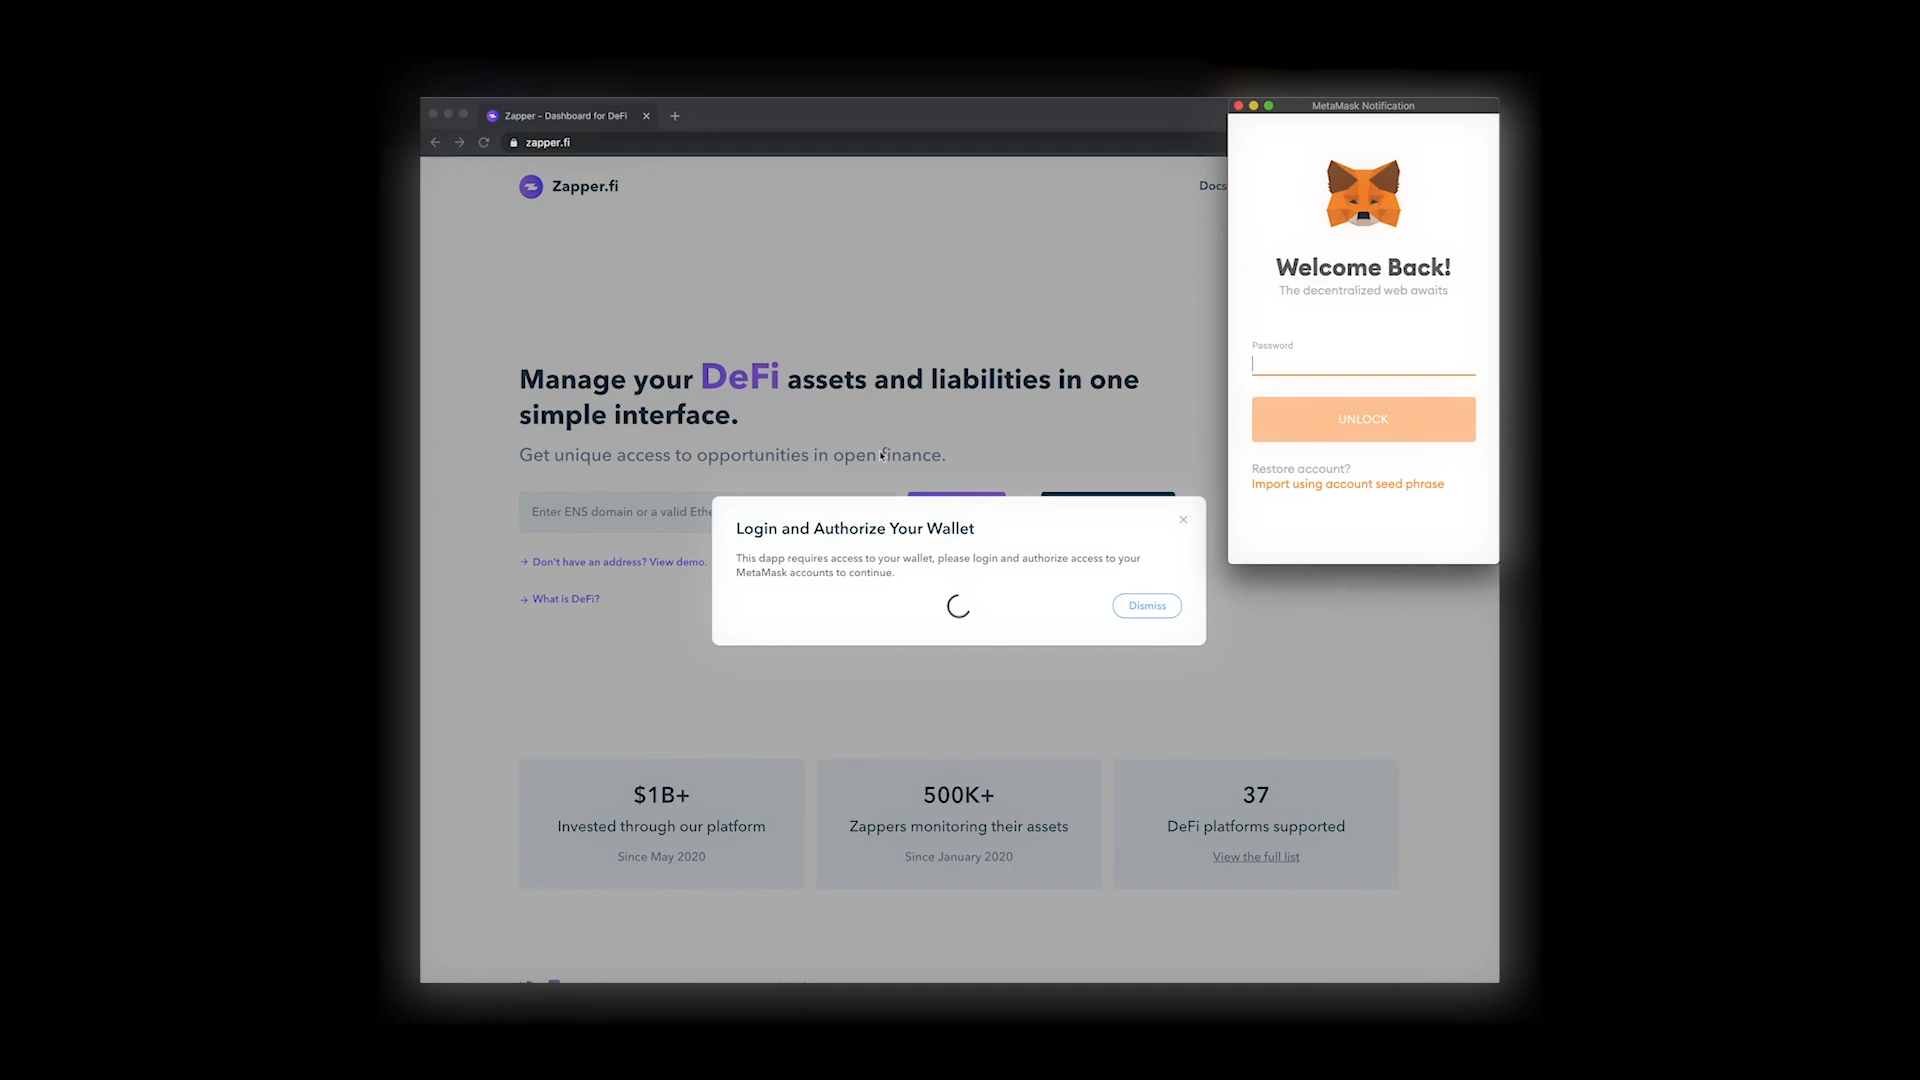 Zapper - Dashboard for DeFi
zapper.fi
Zapper.fi
Docs
Manage your DeFi assets and liabilities in one
simple interface.
Get unique access to opportunities in open finance.
Enter ENS domain or a valid Ethe
→ Don't have an address? View demo.
→ What is DeFi?
Login and Authorize Your Wallet
This dapp requires access to your wallet, please login and authorize access to your
MetaMask accounts to continue.
Dismiss
$1B+
Invested through our platform
Since May 2020
500K+
Zappers monitoring their assets
Since January 2020
37
DeFi platforms supported
View the full list
MetaMask Notification
Welcome Back!
The decentralized web awaits
Password
UNLOCK
Restore account?
Import using account seed phrase